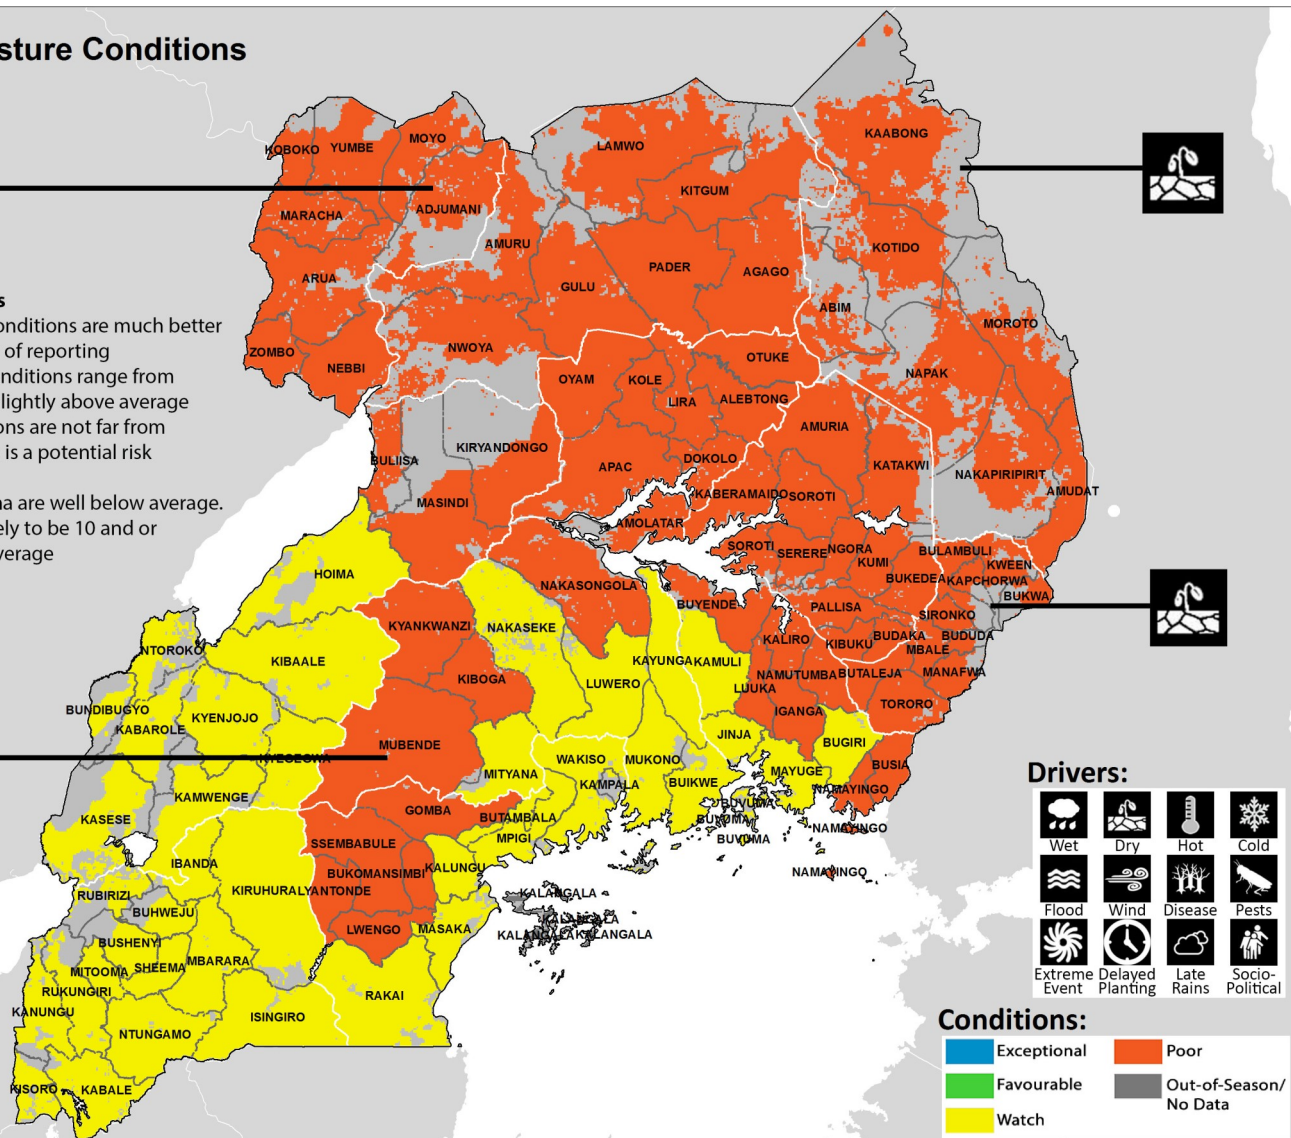 sture Conditions
KOBOKO
YUMBE
MOYO
LAMWO
KAABONG
KITGUM
MARACHA
ADJUMANI
AMURU
KOTIDO
ARUA
GULU
PADER
AGAGO
ABIM
MOROTO
s
onditions are much better
of reporting
nditions range from
lightly above average
ons are not far from
is a potential risk
na are well below average.
ely to be 10 and or
verage
ZOMBO
NEBBI
NWOYA
OTUKE
NAPAK
OYAM
KOLE
LIRA
ALEBTONG
AMURIA
BULIISA
KIRYANDONGO
APAC
DOKOLO
KATAKWI
NAKAPIRIPIRIT
AMUDAT
MASINDI
KABERAMAIDO
SOROTI
AMOLATAR
SOROTI
SERERE
NGORA
KUMI
BULAMBULI
KWEEN
HOIMA
NAKASONGOLA
BUKEDEA
KAPCHORWA
BUKWA
BUYENDE
PALLISA
SIRONKO
NTOROKO
KYANKWANZI
NAKASEKE
KALIRO
KIBUKU
BUDAKA
BUDUDA
MBALE
KIBAALE
KAYUNGA
KAMULI
KIBOGA
LUWERO
LUUKA
NAMUTUMBA
BUTALEJA
MANAFWA
BUNDIBUGYO
KABAROLE
KYENJOJO
IGANGA
TORORO
MUBENDE
JINJA
BUGIRI
KYEGEGWA
MITYANA
WAKISO
MUKONO
BUSIA
KAMWENGE
KAMPALA
BUIKWE
MAYUGE
NAMAYINGO
KASESE
GOMBA
BUTAMBALA
BUVUMA
BUVUMA
MPIGI
BUVUMA
NAMAYINGO
SSEMBABULE
IBANDA
KALUNGU
BUKOMANSIMBI
NAMAYINGO
RUBIRIZI
KIRUHURA
LYANTONDE
KALANGALA
BUHWEJU
KALANGALA
LWENGO
MASAKA
KALANGALA
KALANGALA
BUSHENYI
MITOOMA
SHEEMA
MBARARA
RUKUNGIRI
RAKAI
KANUNGU
ISINGIRO
NTUNGAMO
KISORO
KABALE
Drivers:
Wet
Dry
Hot
Cold
Flood
Wind
Disease
Pests
Extreme
Event
Delayed
Planting
Late
Rains
Socio-
Political
Conditions:
Exceptional
Poor
Favourable
Out-of-Season/
No Data
Watch